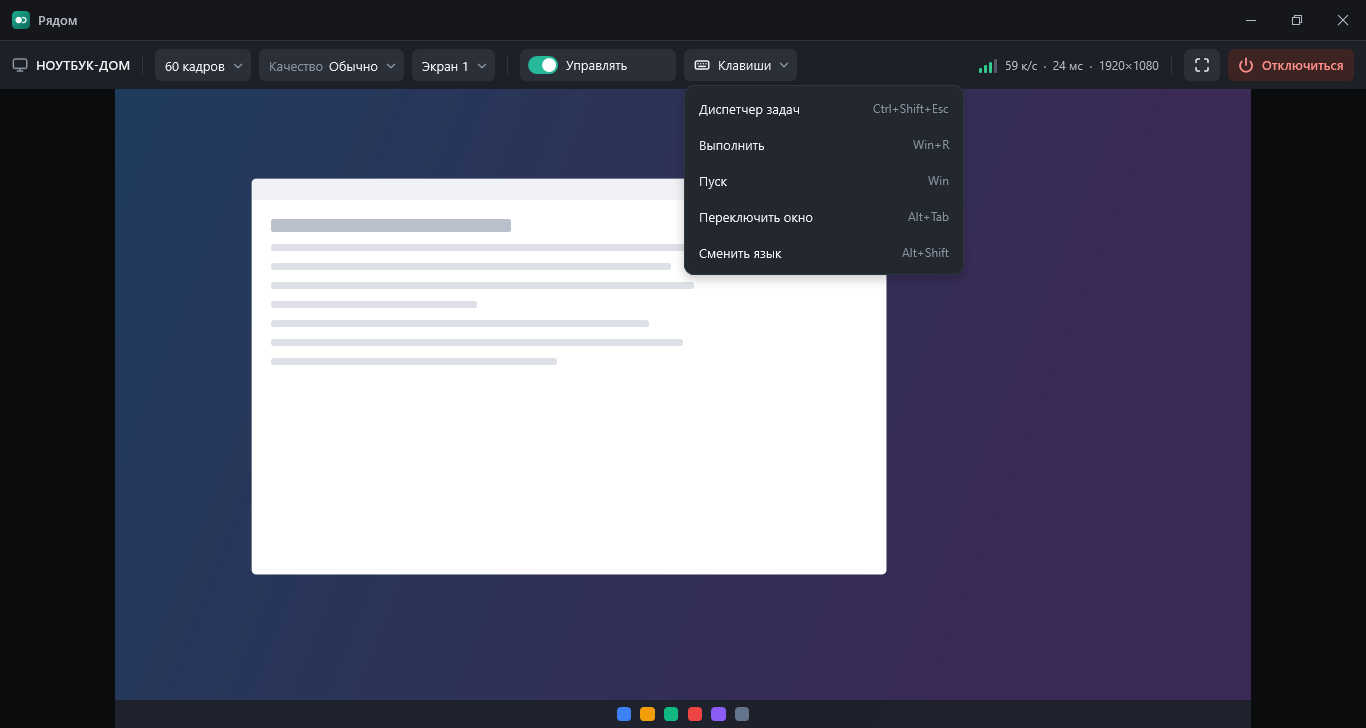 Рядом
НОУТБУК-ДОМ
60 кадров
Качество Обычно
Экран 1
Управлять
Клавиши
59 к/с · 24 мс · 1920×1080
Отключиться
Диспетчер задач Ctrl+Shift+Esc
Выполнить Win+R
Пуск Win
Переключить окно Alt+Tab
Сменить язык Alt+Shift